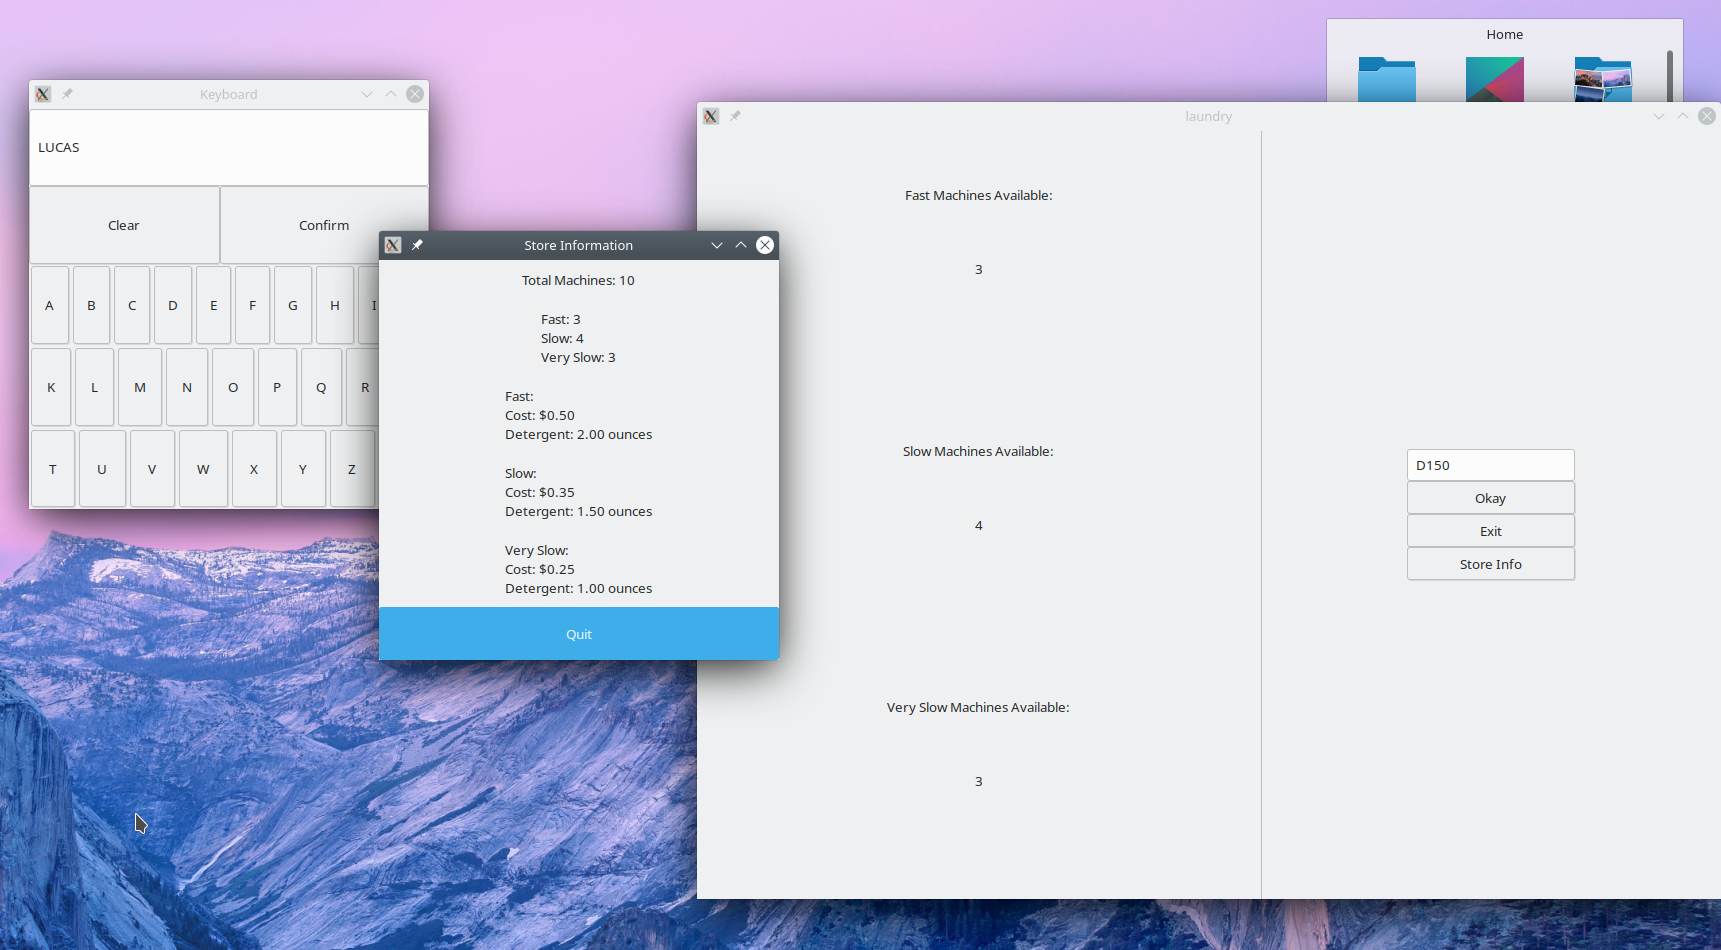 Home
Keyboard
LUCAS
Clear
Confirm
A B C D E F G H I
K L M N O P Q R
T U V W X Y Z
Store Information
Total Machines: 10
Fast: 3
Slow: 4
Very Slow: 3
Fast:
Cost: $0.50
Detergent: 2.00 ounces
Slow:
Cost: $0.35
Detergent: 1.50 ounces
Very Slow:
Cost: $0.25
Detergent: 1.00 ounces
Quit
laundry
Fast Machines Available:
3
Slow Machines Available:
4
Very Slow Machines Available:
3
D150
Okay
Exit
Store Info